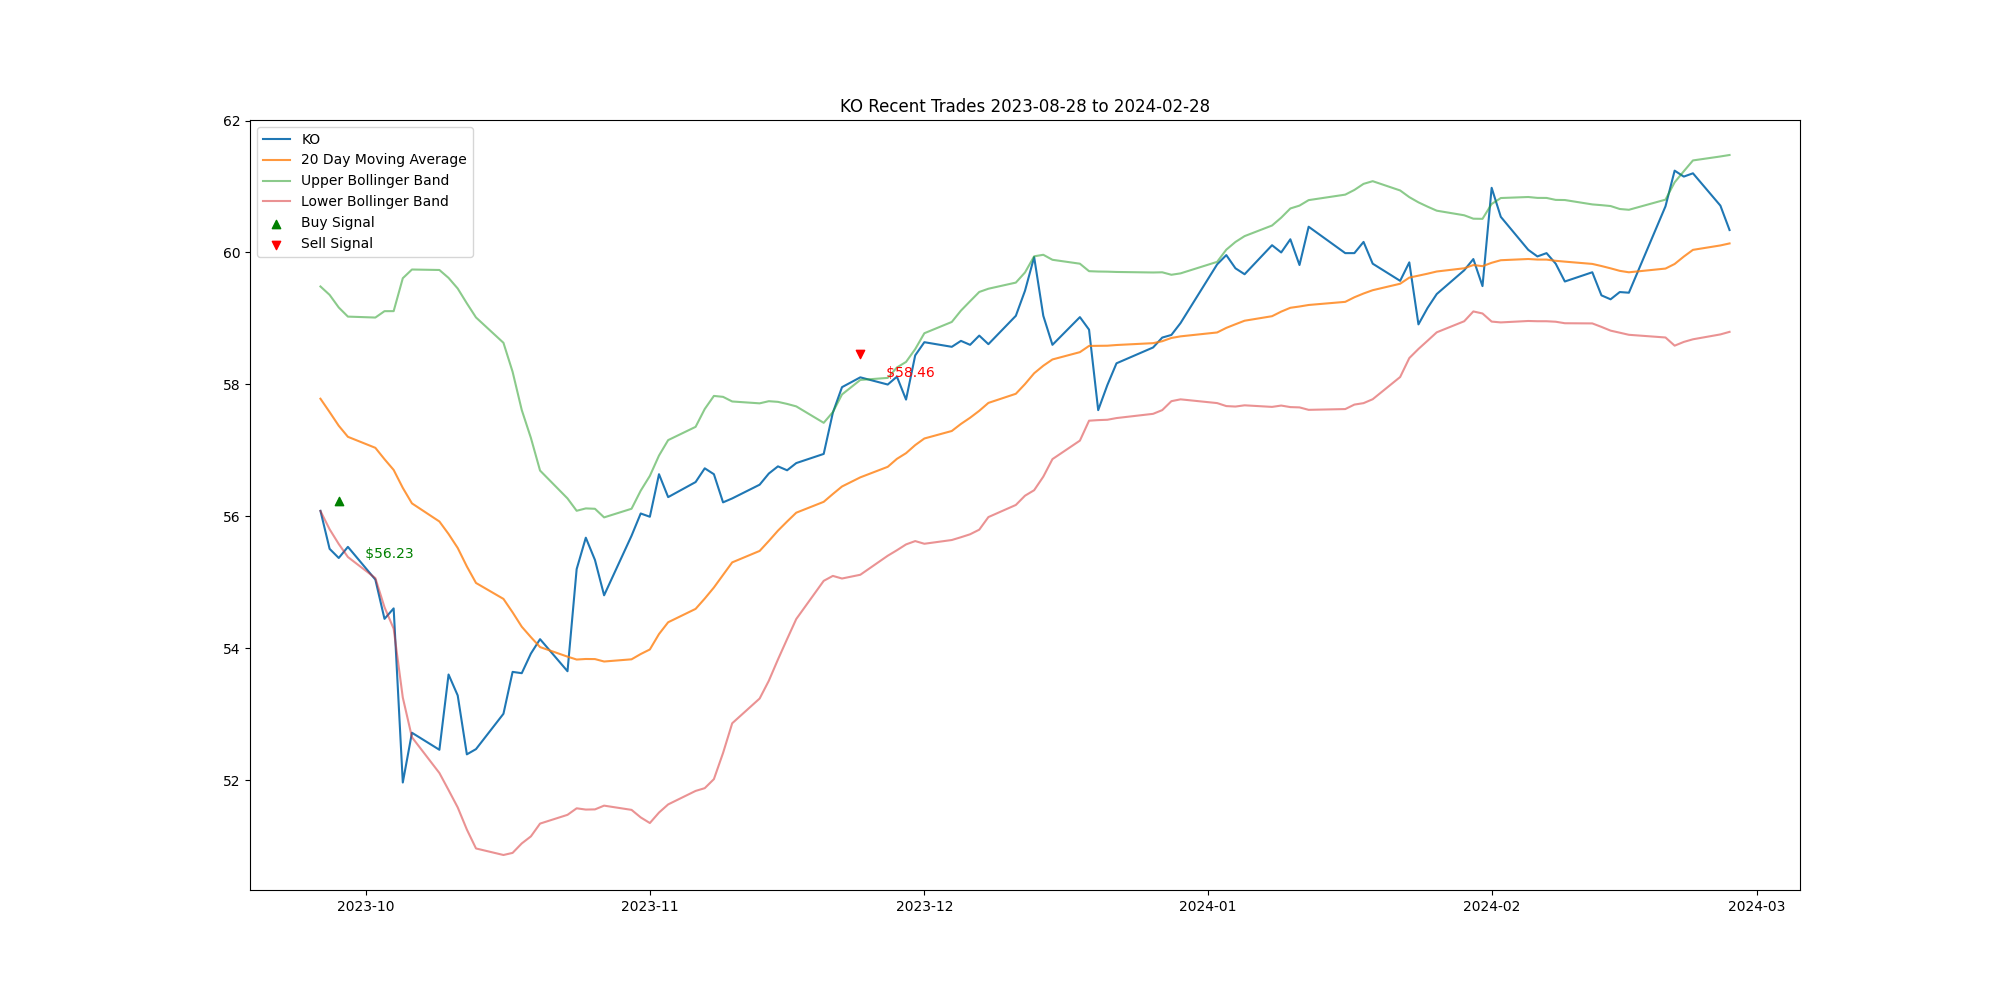 KO Recent Trades 2023-08-28 to 2024-02-28
62
60
58
56
54
52
KO
20 Day Moving Average
Upper Bollinger Band
Lower Bollinger Band
Buy Signal
Sell Signal
$58.46
$56.23
2023-10
2023-11
2023-12
2024-01
2024-02
2024-03